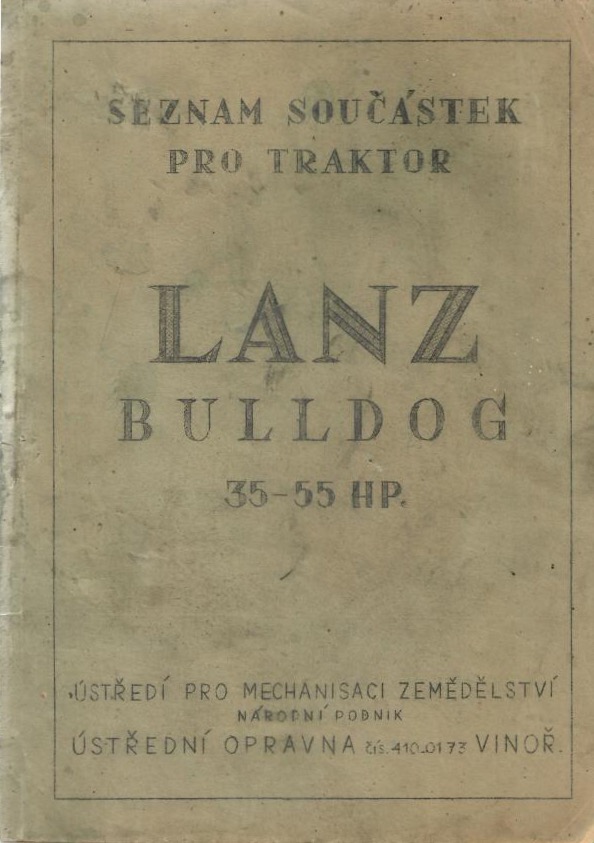 SEZNAM SOUČÁSTEK
PRO TRAKTOR
LANZ
BULLDOG
35-55 HP.
ÚSTŘEDÍ PRO MECHANISACI ZEMĚDĚLSTVÍ
NÁRODNÍ PODNIK
ÚSTŘEDNÍ OPRAVNA čís. 410-0173 VINOŘ.